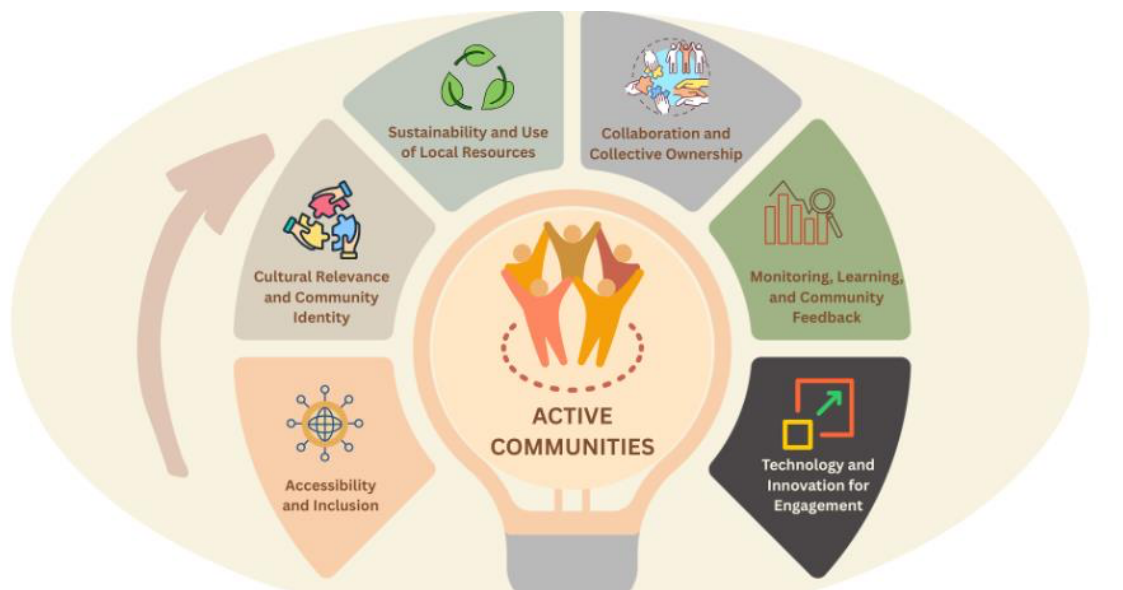 Sustainability and Use
of Local Resources
Collaboration and
Collective Ownership
Cultural Relevance
and Community
Identity
Monitoring, Learning,
and Community
Feedback
Accessibility
and Inclusion
ACTIVE
COMMUNITIES
Technology and
Innovation for
Engagement